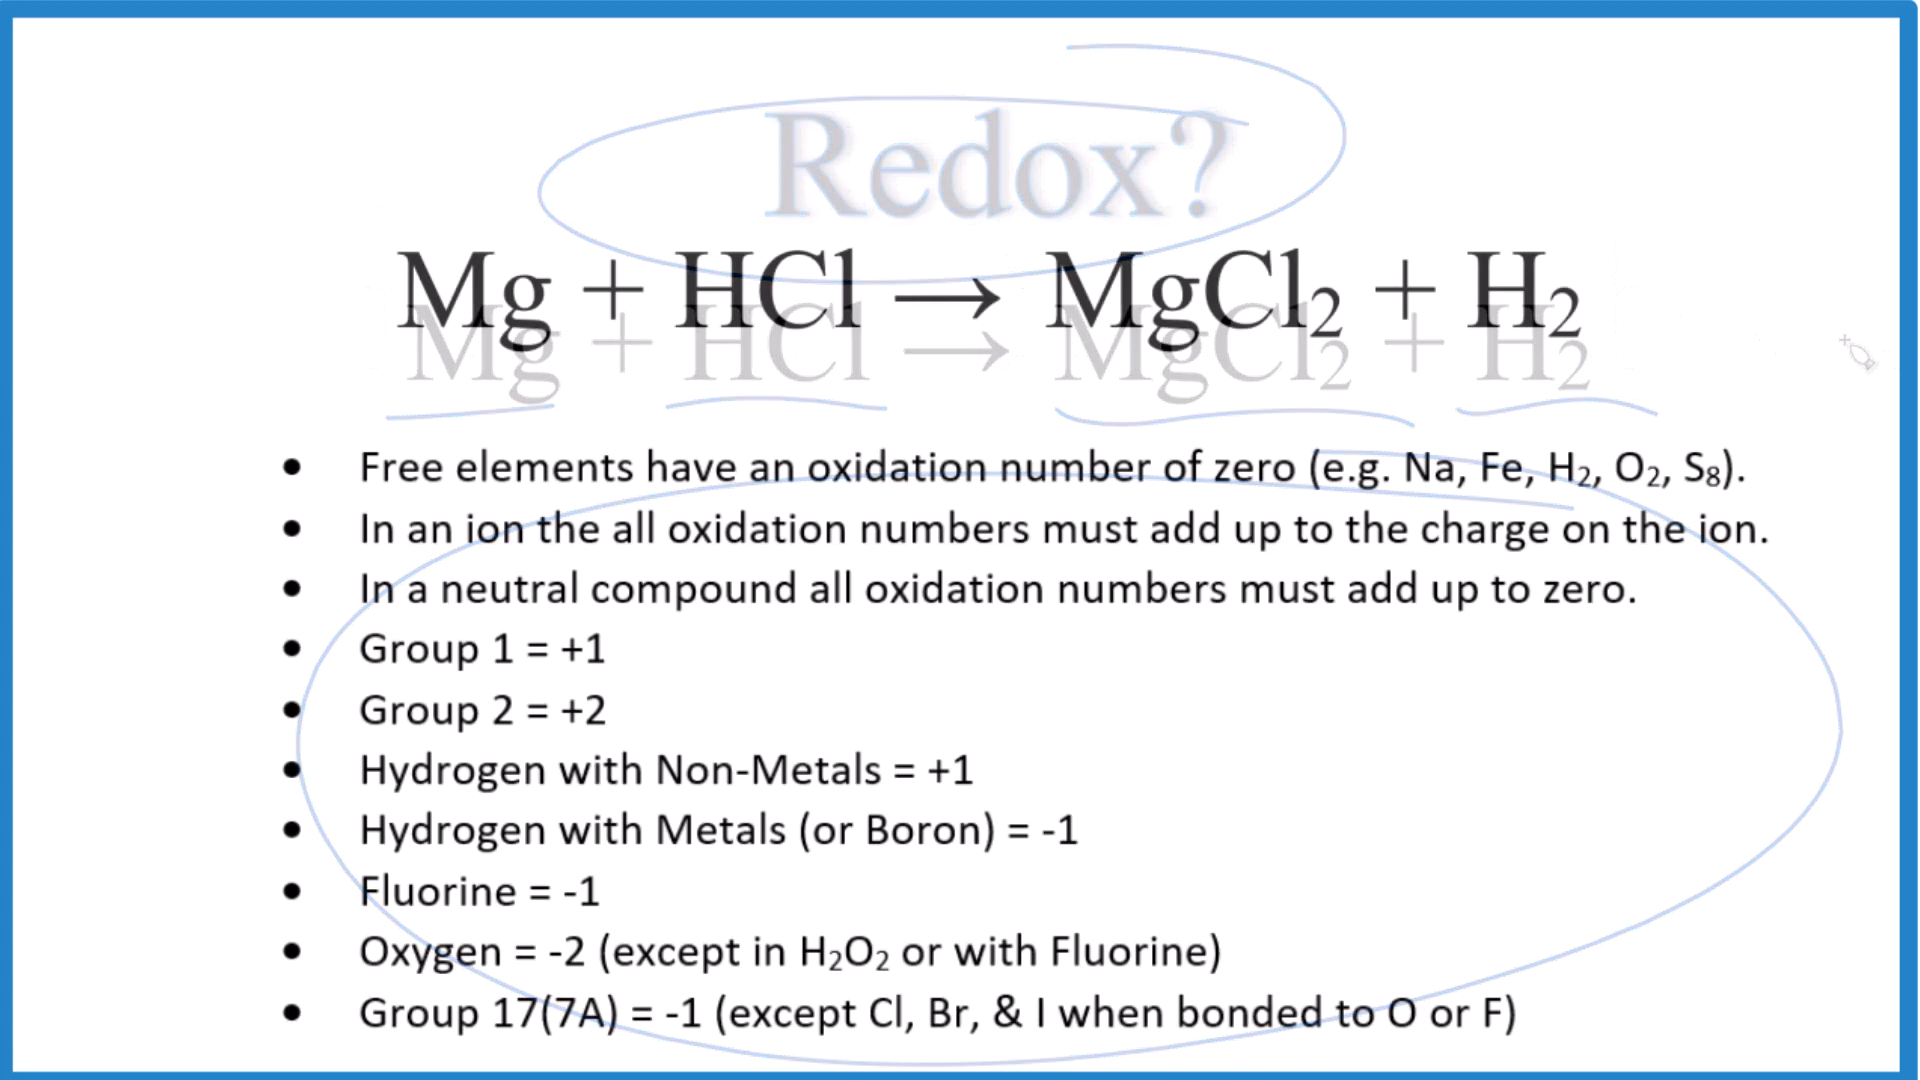 Redox?
Mg + HCl → MgCl₂ + H₂
Mg + HCl → MgCl₂ + H₂
• Free elements have an oxidation number of zero (e.g. Na, Fe, H₂, O₂, S₈).
• In an ion the all oxidation numbers must add up to the charge on the ion.
• In a neutral compound all oxidation numbers must add up to zero.
• Group 1 = +1
• Group 2 = +2
• Hydrogen with Non-Metals = +1
• Hydrogen with Metals (or Boron) = -1
• Fluorine = -1
• Oxygen = -2 (except in H₂O₂ or with Fluorine)
• Group 17(7A) = -1 (except Cl, Br, & I when bonded to O or F)